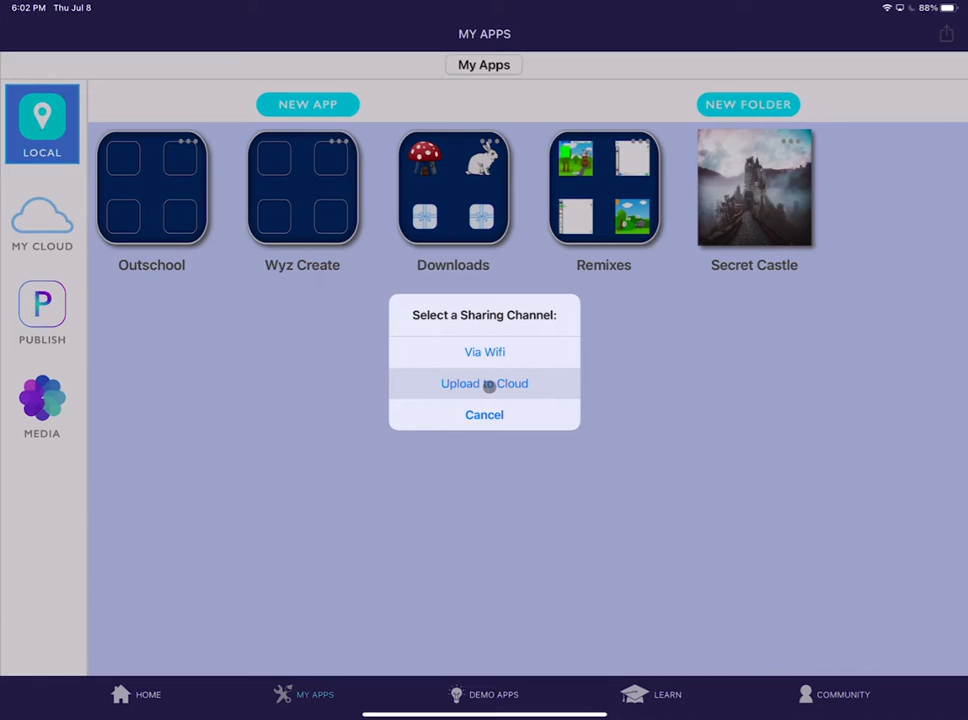 6:02 PM Thu Jul 8
88%
MY APPS
My Apps
LOCAL
NEW APP
NEW FOLDER
MY CLOUD
P
PUBLISH
MEDIA
Outschool
Wyz Create
Downloads
Remixes
Secret Castle
Select a Sharing Channel:
Via Wifi
Upload to Cloud
Cancel
HOME
MY APPS
DEMO APPS
LEARN
COMMUNITY